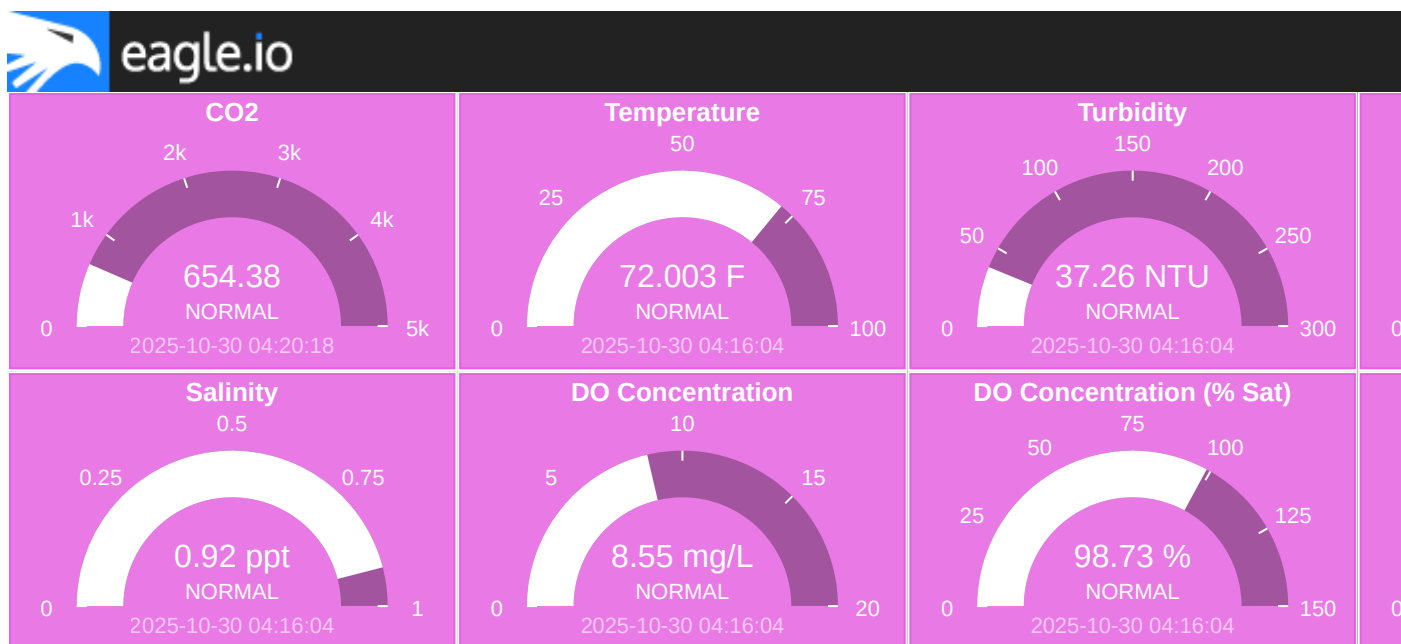 eagle.io
CO2
2k
3k
1k
4k
654.38
NORMAL
0
5k
2025-10-30 04:20:18
Temperature
50
25
75
72.003 F
NORMAL
0
100
2025-10-30 04:16:04
Turbidity
150
100
200
50
250
37.26 NTU
NORMAL
0
300
2025-10-30 04:16:04
0
Salinity
0.5
0.25
0.75
0.92 ppt
NORMAL
0
1
2025-10-30 04:16:04
DO Concentration
10
5
15
8.55 mg/L
NORMAL
0
20
2025-10-30 04:16:04
DO Concentration (% Sat)
75
50
100
25
125
98.73 %
NORMAL
0
150
2025-10-30 04:16:04
0